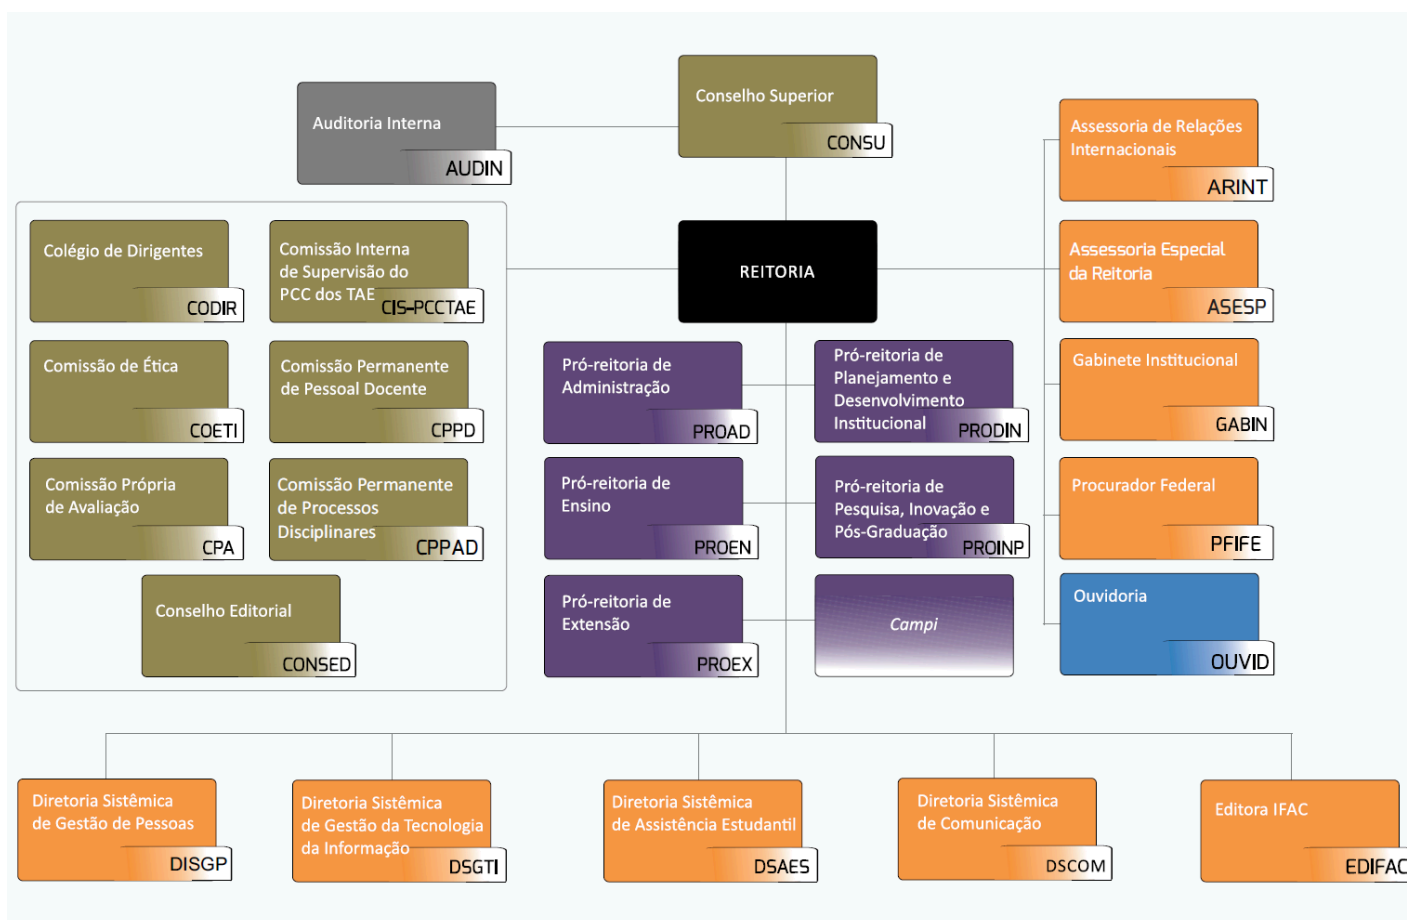 Conselho Superior
CONSU
Auditoria Interna
AUDIN
Assessoria de Relações
Internacionais
ARINT
Colégio de Dirigentes
CODIR
Comissão Interna
de Supervisão do
PCC dos TAE
CIS-PCCTAE
REITORIA
Assessoria Especial
da Reitoria
ASESP
Comissão de Ética
COETI
Comissão Permanente
de Pessoal Docente
CPPD
Pró-reitoria de
Administração
PROAD
Pró-reitoria de
Planejamento e
Desenvolvimento
Institucional
PRODIN
Gabinete Institucional
GABIN
Comissão Própria
de Avaliação
CPA
Comissão Permanente
de Processos
Disciplinares
CPPAD
Pró-reitoria de
Ensino
PROEN
Pró-reitoria de
Pesquisa, Inovação e
Pós-Graduação
PROINP
Procurador Federal
PFIFE
Conselho Editorial
CONSED
Pró-reitoria de
Extensão
PROEX
Campi
Ouvidoria
OUVID
Diretoria Sistêmica
de Gestão de Pessoas
DISGP
Diretoria Sistêmica
de Gestão da Tecnologia
da Informação
DSGTI
Diretoria Sistêmica
de Assistência Estudantil
DSAES
Diretoria Sistêmica
de Comunicação
DSCOM
Editora IFAC
EDIFAC